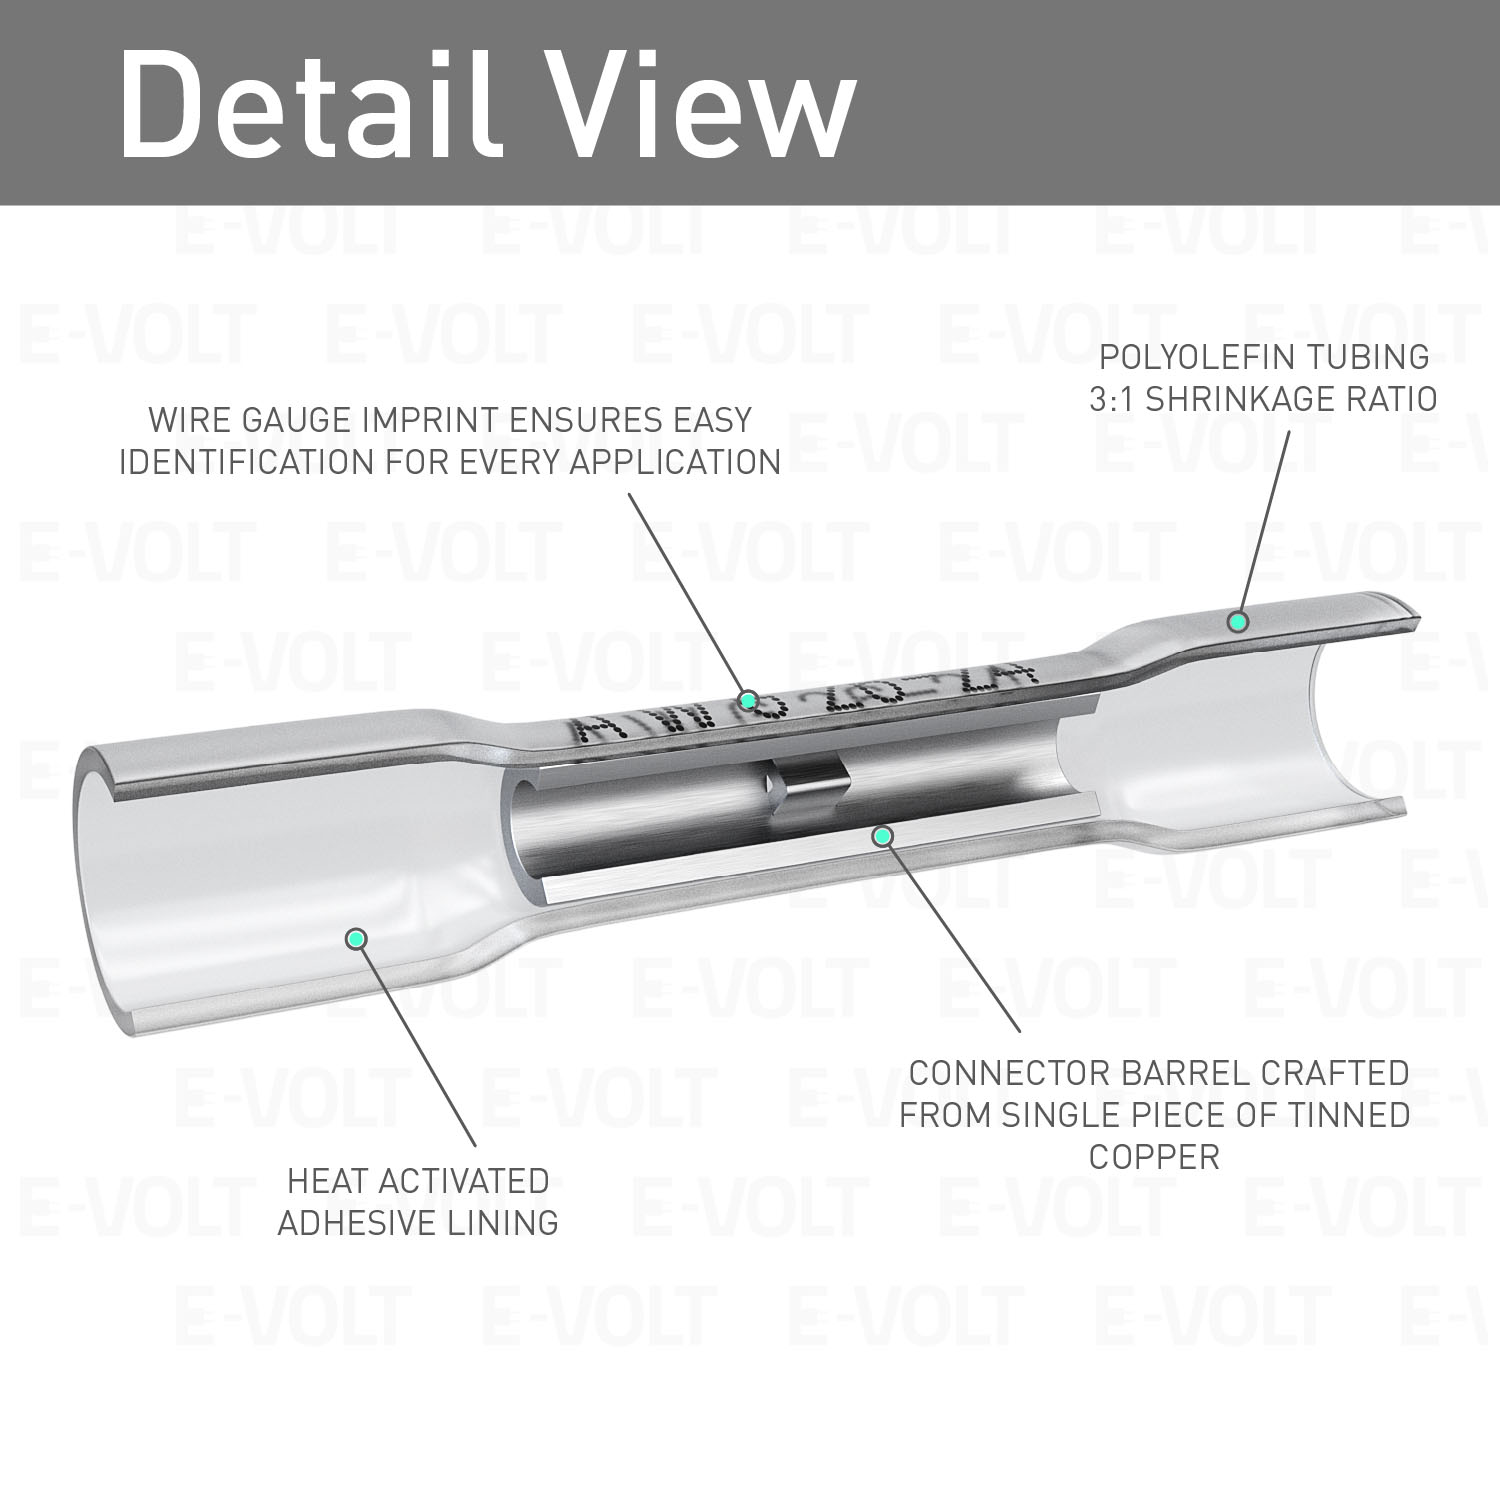 Detail View
WIRE GAUGE IMPRINT ENSURES EASY
IDENTIFICATION FOR EVERY APPLICATION
POLYOLEFIN TUBING
3:1 SHRINKAGE RATIO
AWG 20-24
CONNECTOR BARREL CRAFTED
FROM SINGLE PIECE OF TINNED
COPPER
HEAT ACTIVATED
ADHESIVE LINING
E-VOLT